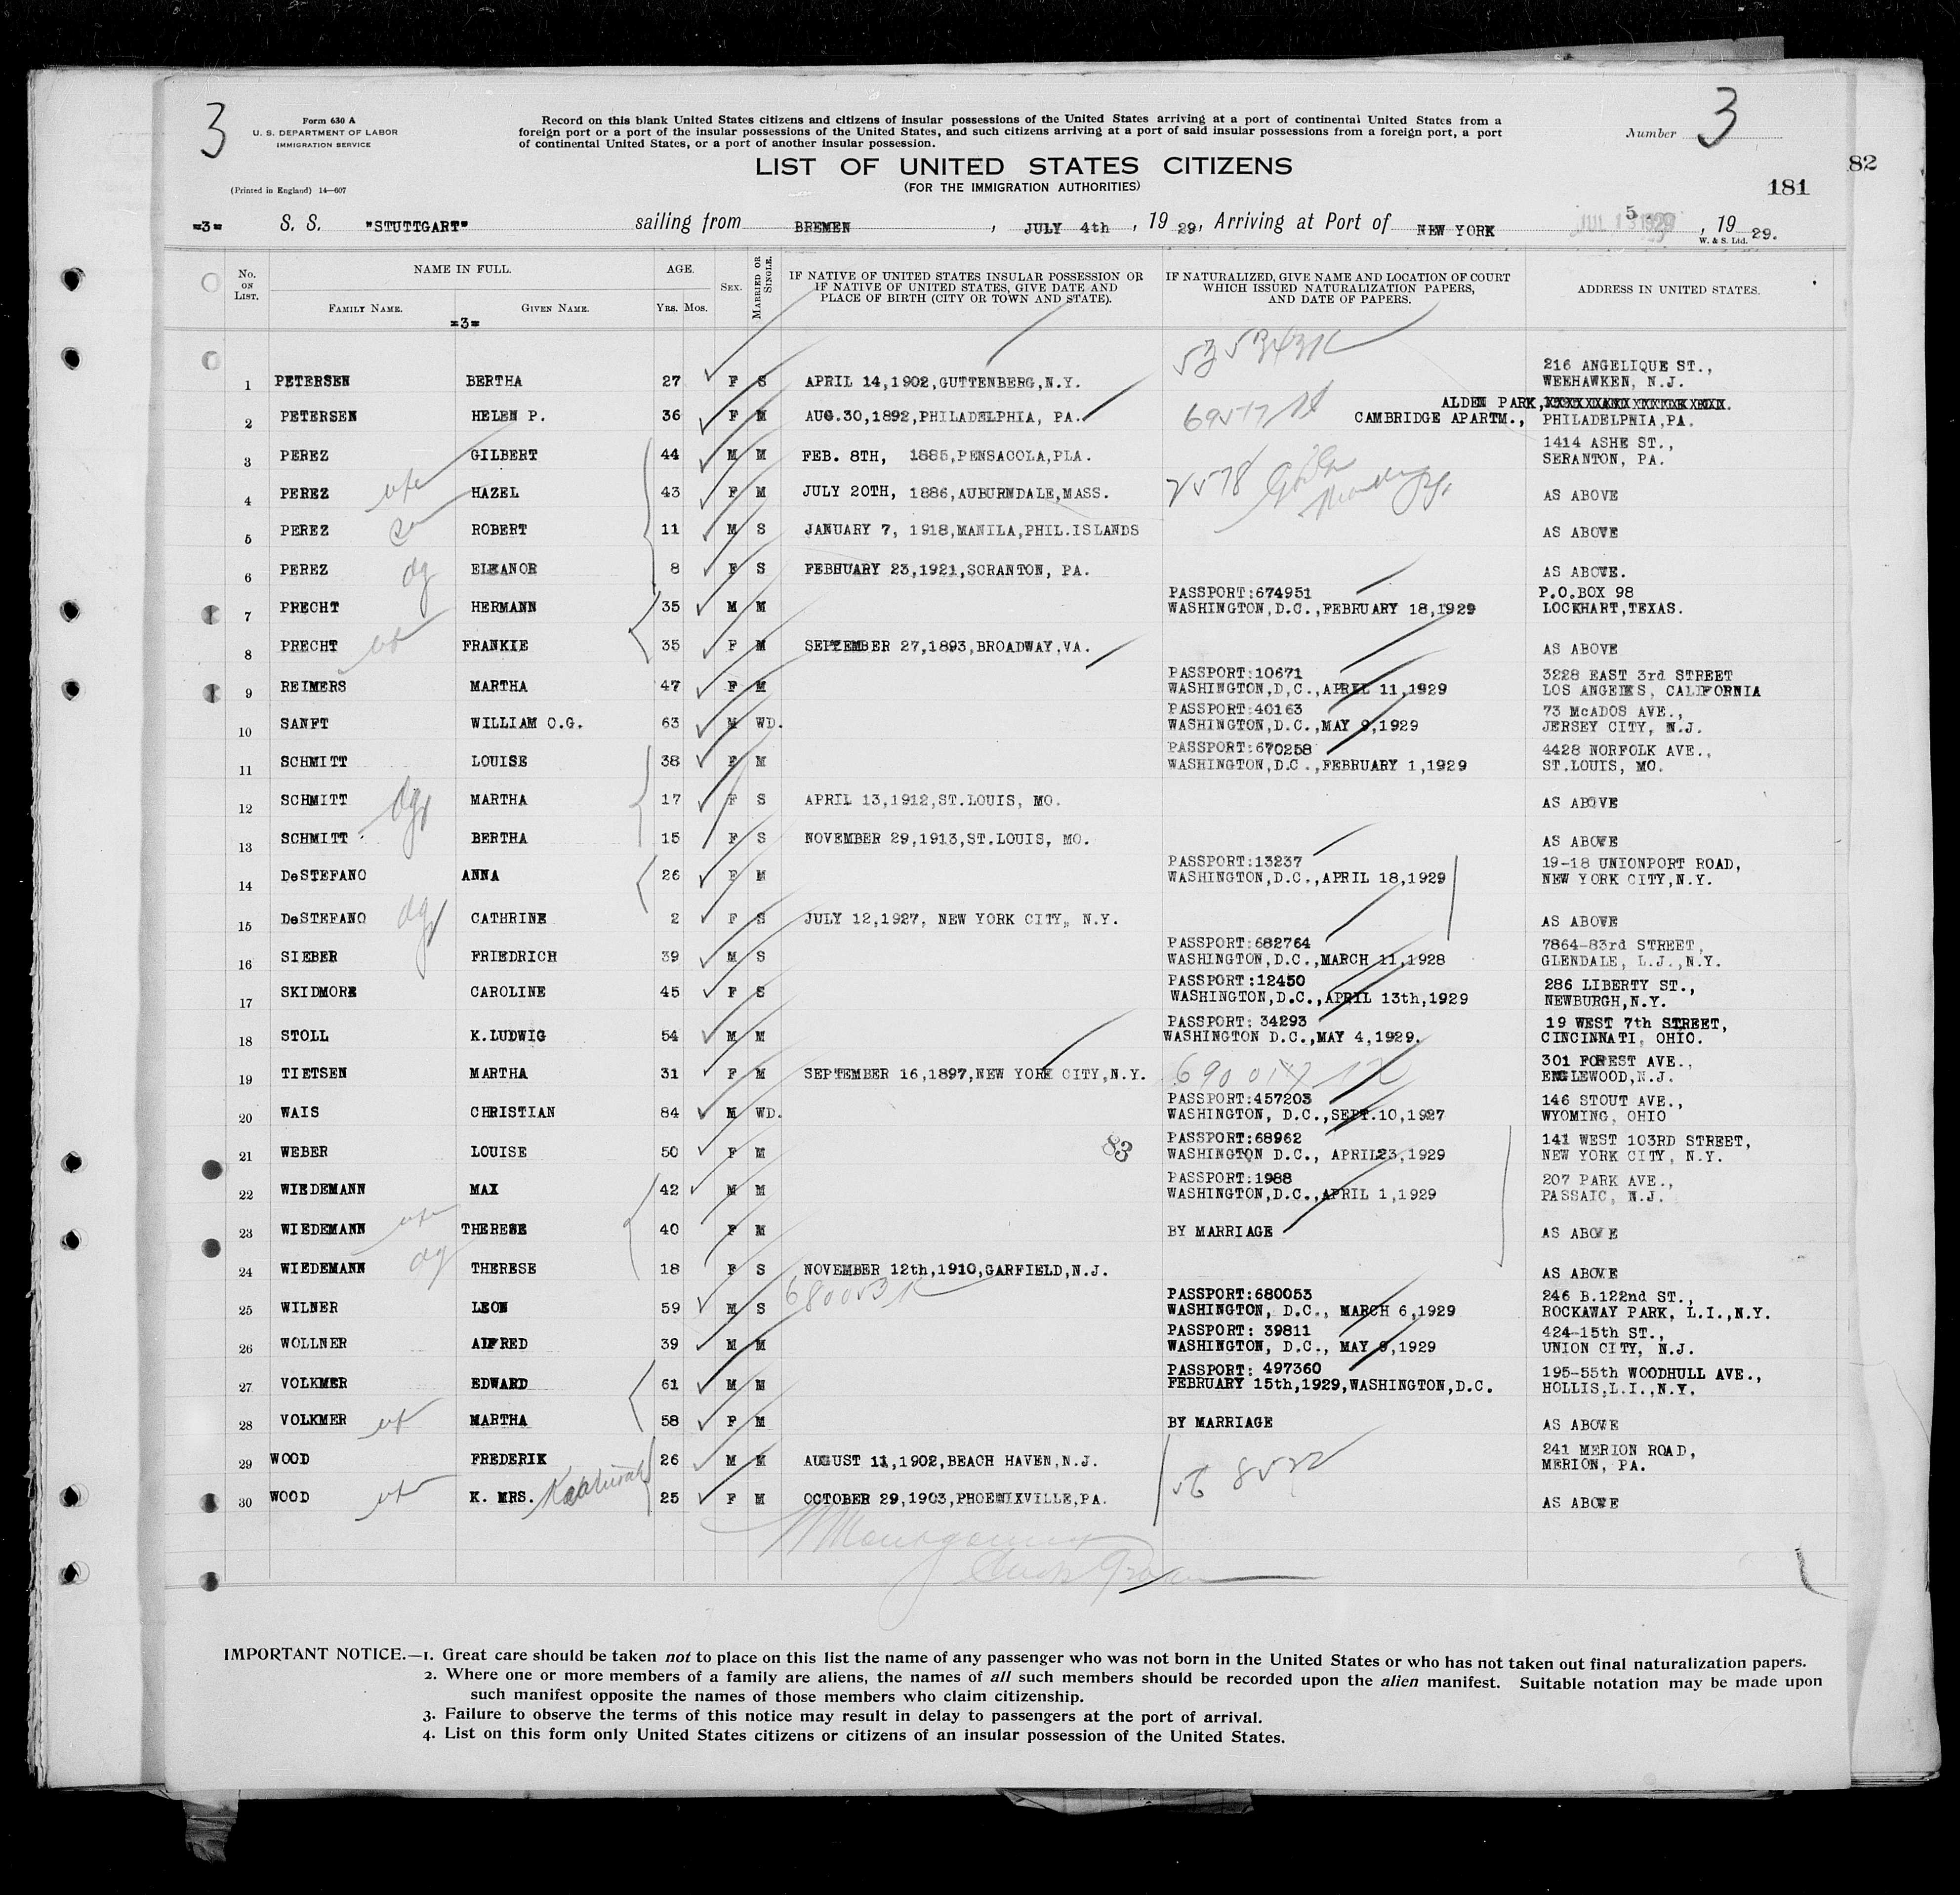 3
Form 630 A
U. S. DEPARTMENT OF LABOR
IMMIGRATION SERVICE
(Printed in England) 14—607
Record on this blank United States citizens and citizens of insular possessions of the United States arriving at a port of continental United States from a
foreign port or a port of the insular possessions of the United States, and such citizens arriving at a port of said insular possessions from a foreign port, a port
of continental United States, or a port of another insular possession.
LIST OF UNITED STATES CITIZENS
(FOR THE IMMIGRATION AUTHORITIES)
Number 3
82
181
=3= S. S. "STUTTGART" sailing from BREMEN, JULY 4th, 19 29, Arriving at Port of NEW YORK JUL 15 1929, 19 29.
W. & S. Ltd.
No. ON LIST. NAME IN FULL. AGE. SEX. MARRIED OR SINGLE. IF NATIVE OF UNITED STATES INSULAR POSSESSION OR IF NATIVE OF UNITED STATES, GIVE DATE AND PLACE OF BIRTH (CITY OR TOWN AND STATE). IF NATURALIZED, GIVE NAME AND LOCATION OF COURT WHICH ISSUED NATURALIZATION PAPERS, AND DATE OF PAPERS. ADDRESS IN UNITED STATES.
FAMILY NAME. =3= GIVEN NAME. YRS. MOS.
1 PETERSEN BERTHA 27 F S APRIL 14,1902,GUTTENBERG,N.Y. 216 ANGELIQUE ST., WEEHAWKEN, N.J.
2 PETERSEN HELEN P. 36 F M AUG.30,1892,PHILADELPHIA, PA. ALDEN PARK, CAMBRIDGE APARTM., PHILADELPNIA,PA.
3 PEREZ GILBERT 44 M M FEB. 8TH, 1885,PENSACOLA,PLA. 1414 ASHE ST., SERANTON, PA.
4 PEREZ HAZEL 43 F M JULY 20TH, 1886,AUBURNDALE,MASS. 2578 AS ABOVE
5 PEREZ ROBERT 11 M S JANUARY 7, 1918,MANILA,PHIL.ISLANDS AS ABOVE
6 PEREZ dg ELEANOR 8 F S FEBHUARY 23,1921,SCRANTON, PA. AS ABOVE.
7 PRECHT HERMANN 35 M M PASSPORT:674951 WASHINGTON,D.C.,FEBRUARY 18,1929 P.O.BOX 98 LOCKHART,TEXAS.
8 PRECHT FRANKIE 35 F M SEPTEMBER 27,1893,BROADWAY,VA. AS ABOVE
9 REIMERS MARTHA 47 F M PASSPORT:10671 WASHINGTON,D,C.,APRIL 11,1929 3228 EAST 3rd STREET LOS ANGELES, CALIFORNIA
10 SANFT WILLIAM O.G. 63 M WD. PASSPORT:40163 WASHINGTON,D.C.,MAY 9,1929 73 McADOS AVE., JERSEY CITY, N.J.
11 SCHMITT LOUISE 38 F M PASSPORT:670258 WASHINGTON,D.C.,FEBRUARY 1,1929 4428 NORFOLK AVE., ST.LOUIS, MO.
12 SCHMITT MARTHA 17 F S APRIL 13,1912,ST.LOUIS, MO. AS ABOVE
13 SCHMITT BERTHA 15 F S NOVEMBER 29,1913,ST.LOUIS, MO. AS ABOVE
14 DeSTEFANO ANNA 26 F M PASSPORT:13237 WASHINGTON,D.C.,APRIL 18,1929 19-18 UNIONPORT ROAD, NEW YORK CITY,N.Y.
15 DeSTEFANO dg CATHRINE 2 F S JULY 12,1927, NEW YORK CITY, N.Y. AS ABOVE
16 SIEBER FRIEDRICH 39 M S PASSPORT:682764 WASHINGTON,D.C.,MARCH 11,1928 7864-83rd STREET, GLENDALE, L.J.,N.Y.
17 SKIDMORE CAROLINE 45 F S PASSPORT:12450 WASHINGTON,D.C.,APRIL 13th,1929 286 LIBERTY ST., NEWBURGH,N.Y.
18 STOLL K.LUDWIG 54 M M PASSPORT: 34293 WASHINGTON D.C.,MAY 4,1929. 19 WEST 7th STREET, CINCINNATI, OHIO.
19 TIETSEN MARTHA 31 F M SEPTEMBER 16,1897,NEW YORK CITY,N.Y. 301 FOREST AVE., ENGLEWOOD,N.J.
20 WAIS CHRISTIAN 84 M WD. PASSPORT:457203 WASHINGTON, D.C.,SEPT.10,1927 146 STOUT AVE., WYOMING, OHIO
21 WEBER LOUISE 50 F M 83 PASSPORT:68962 WASHINGTON D.C., APRIL23,1929 141 WEST 103RD STREET, NEW YORK CITY, N.Y.
22 WIEDEMANN MAX 42 M M PASSPORT:1988 WASHINGTON,D.C.,APRIL 1,1929 207 PARK AVE., PASSAIC, N.J.
23 WIEDEMANN THERESE 40 F M BY MARRIAGE AS ABOVE
24 WIEDEMANN dg THERESE 18 F S NOVEMBER 12th,1910,GARFIELD,N.J. AS ABOVE
25 WILNER LEON 59 M S 680053 PASSPORT:680053 WASHINGTON, D.C., MARCH 6,1929 246 B.122nd ST., ROCKAWAY PARK, L.I.,N.Y.
26 WOLLNER ALFRED 39 M M PASSPORT: 39811 WASHINGTON, D.C., MAY 9,1929 424-15th ST., UNION CITY, N.J.
27 VOLKMER EDWARD 61 M M PASSPORT: 497360 FEBRUARY 15th,1929,WASHINGTON,D.C. 195-55th WOODHULL AVE., HOLLIS,L.I.,N.Y.
28 VOLKMER MARTHA 58 F M BY MARRIAGE AS ABOVE
29 WOOD FREDERIK 26 M M AUGUST 11,1902,BEACH HAVEN,N.J. 241 MERION ROAD, MERION, PA.
30 WOOD K. MRS. 25 F M OCTOBER 29,1903,PHOENIXVILLE,PA. AS ABOVE
IMPORTANT NOTICE.—1. Great care should be taken not to place on this list the name of any passenger who was not born in the United States or who has not taken out final naturalization papers.
2. Where one or more members of a family are aliens, the names of all such members should be recorded upon the alien manifest. Suitable notation may be made upon
such manifest opposite the names of those members who claim citizenship.
3. Failure to observe the terms of this notice may result in delay to passengers at the port of arrival.
4. List on this form only United States citizens or citizens of an insular possession of the United States.